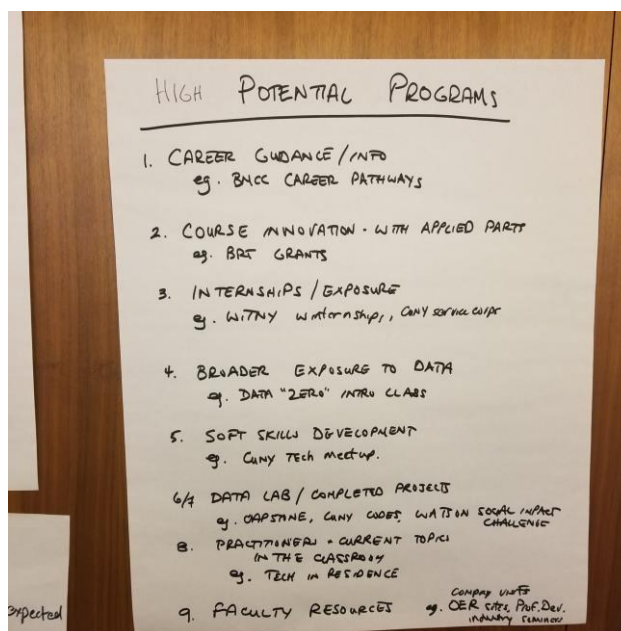 HIGH POTENTIAL PROGRAMS
1. CAREER GUIDANCE / INFO
eg. BMCC CAREER PATHWAYS
2. COURSE INNOVATION - WITH APPLIED PARTS
eg. BRT GRANTS
3. INTERNSHIPS / EXPOSURE
eg. WITNY Winternships, CUNY service corps
4. BROADER EXPOSURE TO DATA
eg. DATA "ZERO" INTRO CLASS
5. SOFT SKILLS DEVELOPMENT
eg. CUNY Tech meetup.
6/7 DATA LAB / COMPLETED PROJECTS
eg. CAPSTONE, CUNY CODES, WATSON SOCIAL IMPACT
CHALLENGE
8. PRACTITIONERS + CURRENT TOPICS
IN THE CLASSROOM
eg. TECH IN RESIDENCE
company visits
9. FACULTY RESOURCES eg. OER sites, Prof. Dev.
industry seminars
expected